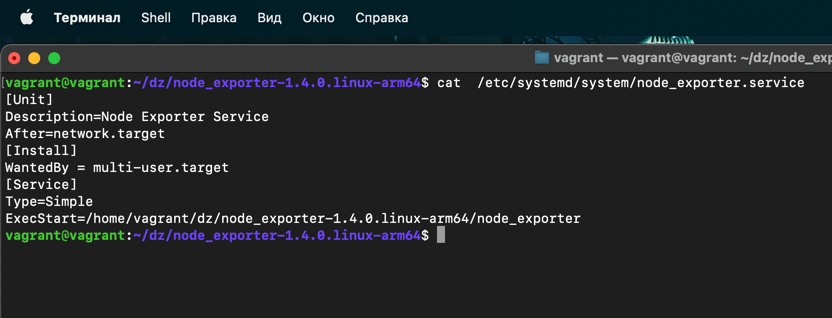 Терминал Shell Правка Вид Окно Справка
vagrant — vagrant@vagrant: ~/dz/node_exp
vagrant@vagrant:~/dz/node_exporter-1.4.0.linux-arm64$ cat  /etc/systemd/system/node_exporter.service
[Unit]
Description=Node Exporter Service
After=network.target
[Install]
WantedBy = multi-user.target
[Service]
Type=Simple
ExecStart=/home/vagrant/dz/node_exporter-1.4.0.linux-arm64/node_exporter
vagrant@vagrant:~/dz/node_exporter-1.4.0.linux-arm64$